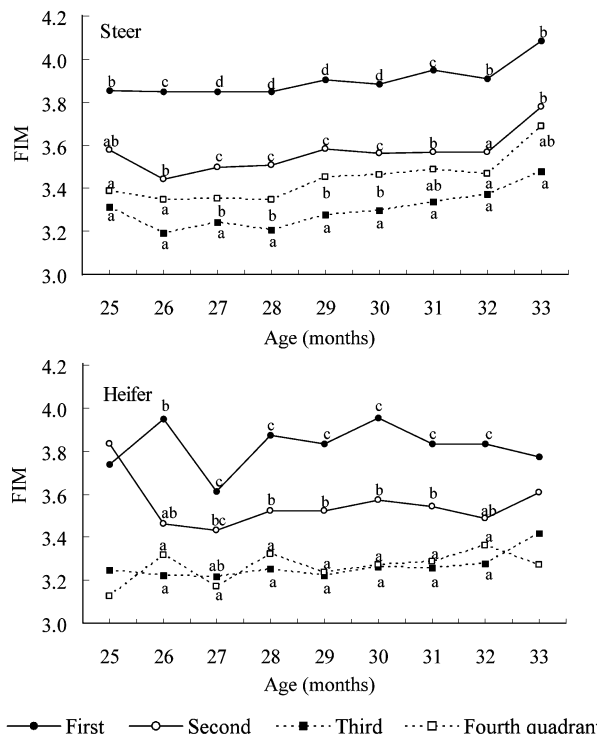 4.2
Steer
b
4.0
b c d d d d c b
3.8
b
ab
FIM
3.6
b c c c c b a ab
3.4
a a b b b b ab a
3.2
a a a a a a a a a
3.0
25 26 27 28 29 30 31 32 33
Age (months)
4.2
Heifer
4.0
b c c c c c c
3.8
FIM
3.6
ab bc b b b b ab
3.4
a ab a a a a a
3.2
a a a a a a a
3.0
25 26 27 28 29 30 31 32 33
Age (months)
First Second Third Fourth quadran